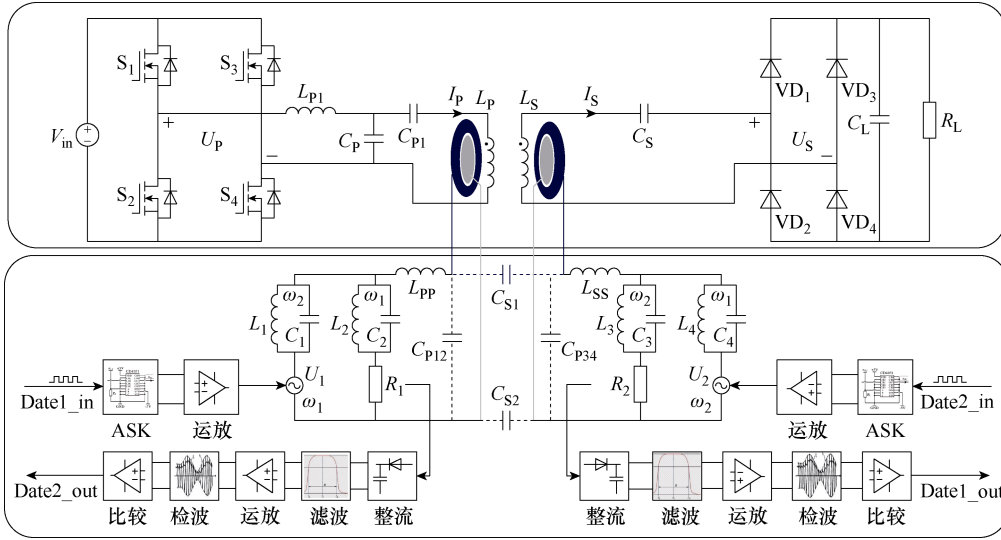 S1
S3
LP1
IP
LP
LS
IS
VD1
VD3
Vin
+
UP
−
CP
CP1
CS
+
US
−
CL
RL
S2
S4
VD2
VD4
ω2
ω1
LPP
CS1
LSS
ω2
ω1
L1
C1
L2
C2
CP12
CP34
L3
C3
L4
C4
U1
ω1
R1
CS2
R2
U2
ω2
Date1_in
ASK
运放
运放
ASK
Date2_in
Date2_out
比较
检波
运放
滤波
整流
整流
滤波
运放
检波
比较
Date1_out